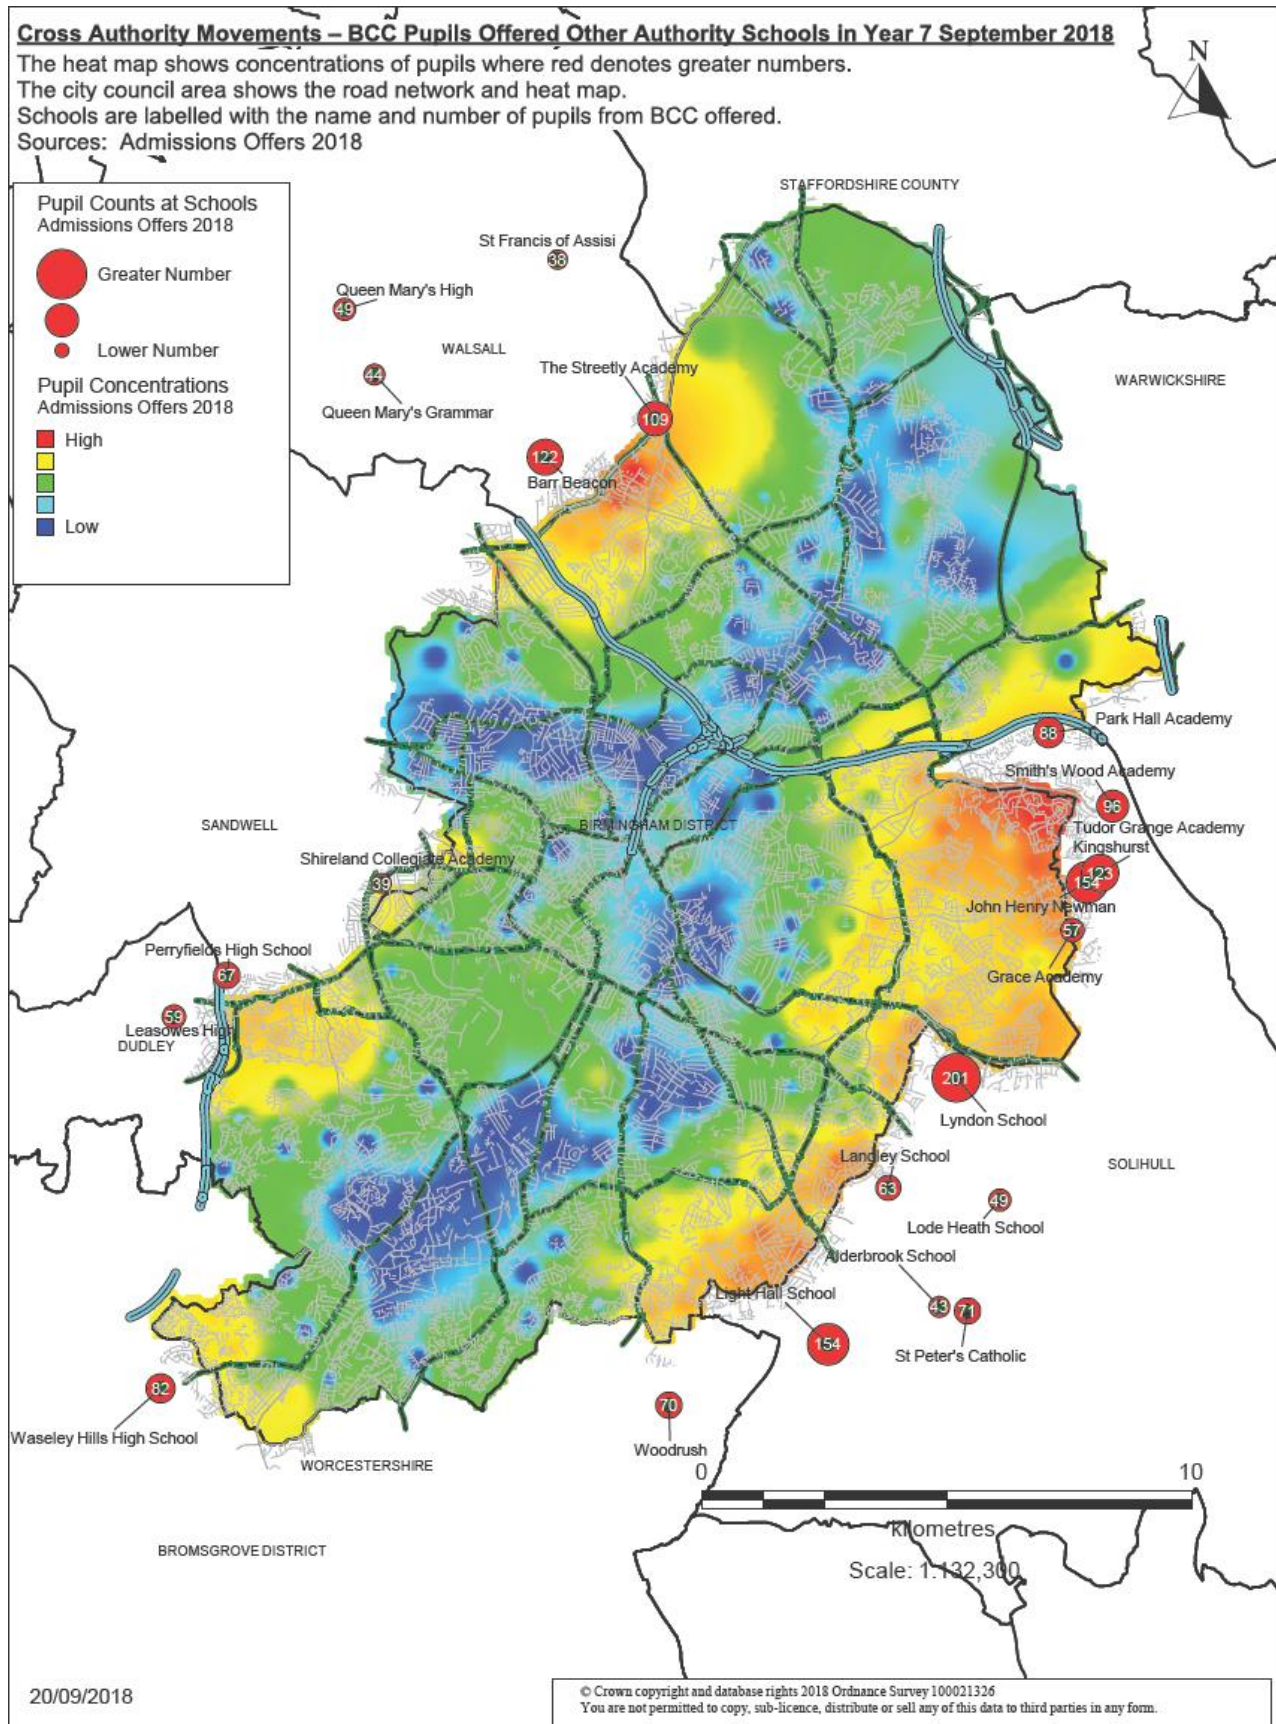 Cross Authority Movements – BCC Pupils Offered Other Authority Schools in Year 7 September 2018
The heat map shows concentrations of pupils where red denotes greater numbers.
The city council area shows the road network and heat map.
Schools are labelled with the name and number of pupils from BCC offered.
Sources: Admissions Offers 2018
N
Pupil Counts at Schools
Admissions Offers 2018
Greater Number
Lower Number
Pupil Concentrations
Admissions Offers 2018
High
Low
STAFFORDSHIRE COUNTY
St Francis of Assisi
38
Queen Mary's High
49
WALSALL
The Streetly Academy
44
WARWICKSHIRE
Queen Mary's Grammar
109
122
Barr Beacon
Park Hall Academy
88
Smith's Wood Academy
96
SANDWELL
BIRMINGHAM DISTRICT
Tudor Grange Academy
Kingshurst
Shireland Collegiate Academy
39
123
154
John Henry Newman
57
Perryfields High School
67
Grace Academy
59
Leasowes High
DUDLEY
201
Lyndon School
Langley School
SOLIHULL
63
49
Lode Heath School
Alderbrook School
Light Hall School
43
71
154
St Peter's Catholic
82
70
Waseley Hills High School
Woodrush
WORCESTERSHIRE
0
10
kilometres
BROMSGROVE DISTRICT
Scale: 1:132,300
20/09/2018
© Crown copyright and database rights 2018 Ordnance Survey 100021326
You are not permitted to copy, sub-licence, distribute or sell any of this data to third parties in any form.